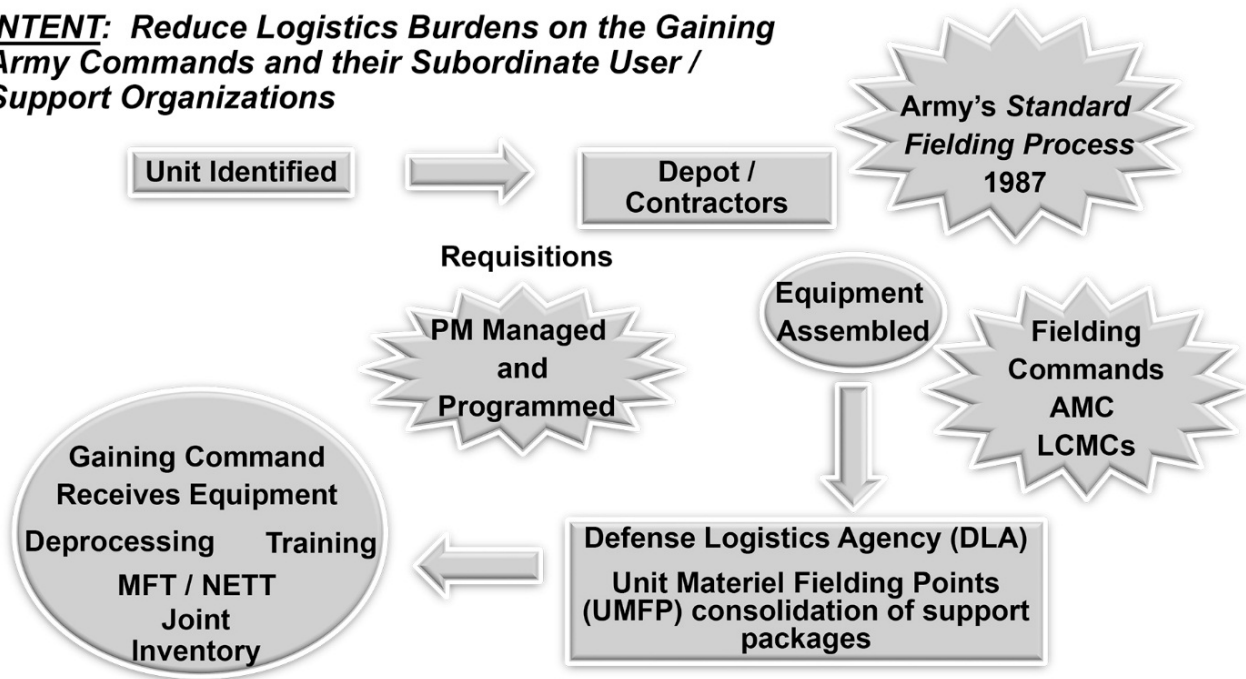 NTENT: Reduce Logistics Burdens on the Gaining
Army Commands and their Subordinate User /
Support Organizations
Army's Standard
Fielding Process
1987
Unit Identified
Depot /
Contractors
Requisitions
PM Managed
and
Programmed
Equipment
Assembled
Fielding
Commands
AMC
LCMCs
Gaining Command
Receives Equipment
Deprocessing Training
MFT / NETT
Joint
Inventory
Defense Logistics Agency (DLA)
Unit Materiel Fielding Points
(UMFP) consolidation of support
packages